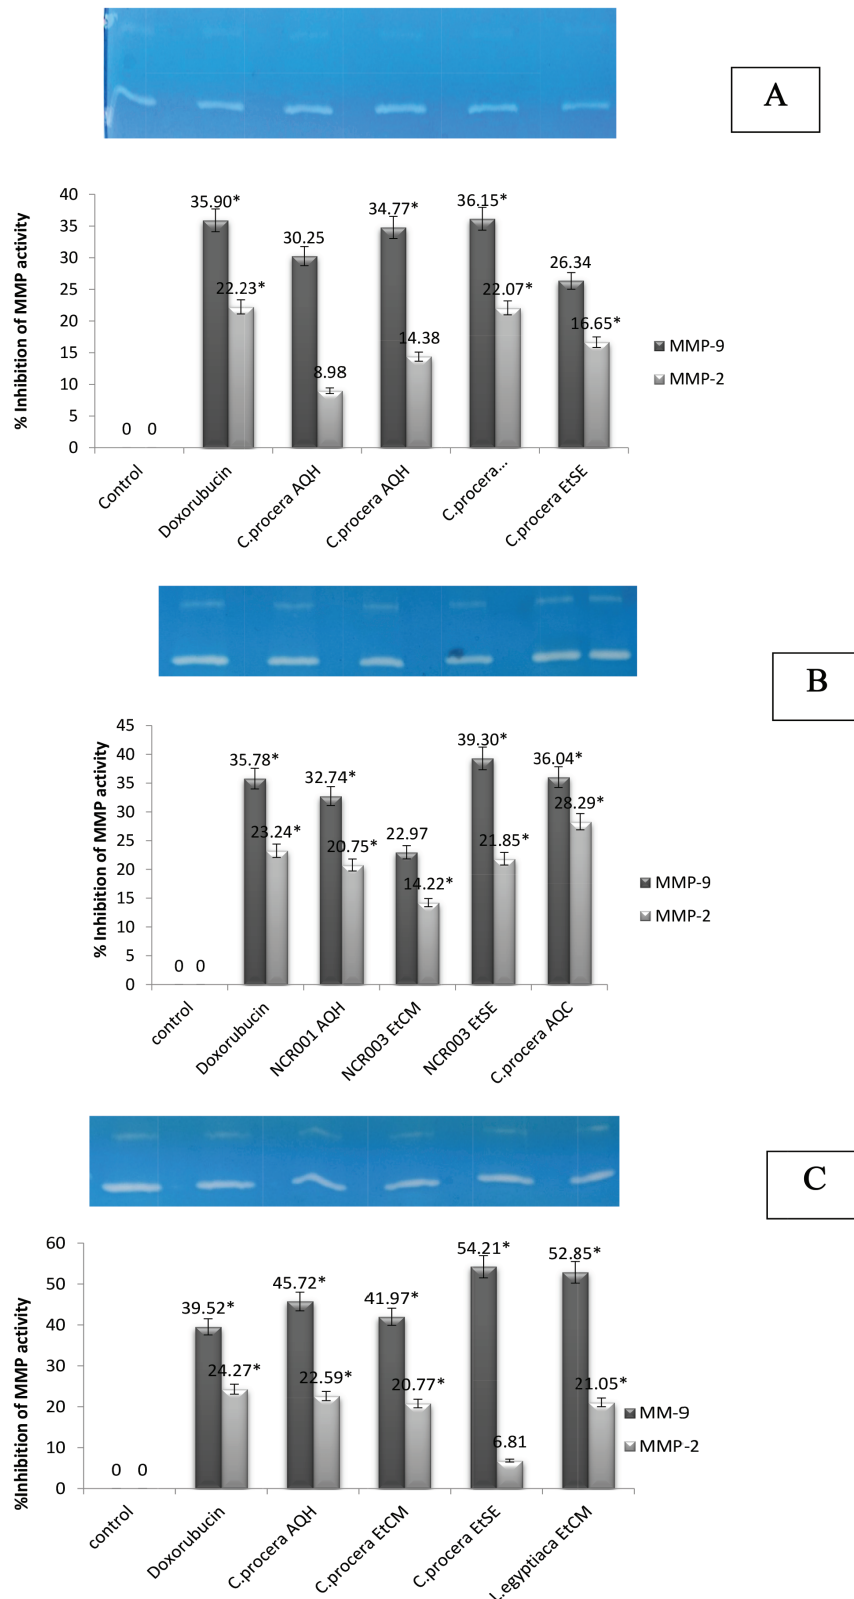 A
% Inhibition of MMP activity
40
35
30
25
20
15
10
5
0
0 0
35.90*
22.23*
30.25
8.98
34.77*
14.38
36.15*
22.07*
26.34
16.65*
Control
Doxorubucin
C.procera AQH
C.procera AQH
C.procera...
C.procera EtSE
MMP-9
MMP-2
B
% Inhibition of MMP activity
45
40
35
30
25
20
15
10
5
0
0 0
35.78*
23.24*
32.74*
20.75*
22.97
14.22*
39.30*
21.85*
36.04*
28.29*
control
Doxorubucin
NCR001 AQH
NCR003 EtCM
NCR003 EtSE
C.procera AQC
MMP-9
MMP-2
C
%Inhibition of MMP activity
60
50
40
30
20
10
0
0 0
39.52*
24.27*
45.72*
22.59*
41.97*
20.77*
54.21*
6.81
52.85*
21.05*
control
Doxorubucin
C.procera AQH
C.procera EtCM
C.procera EtSE
L.egyptiaca EtCM
MM-9
MMP-2